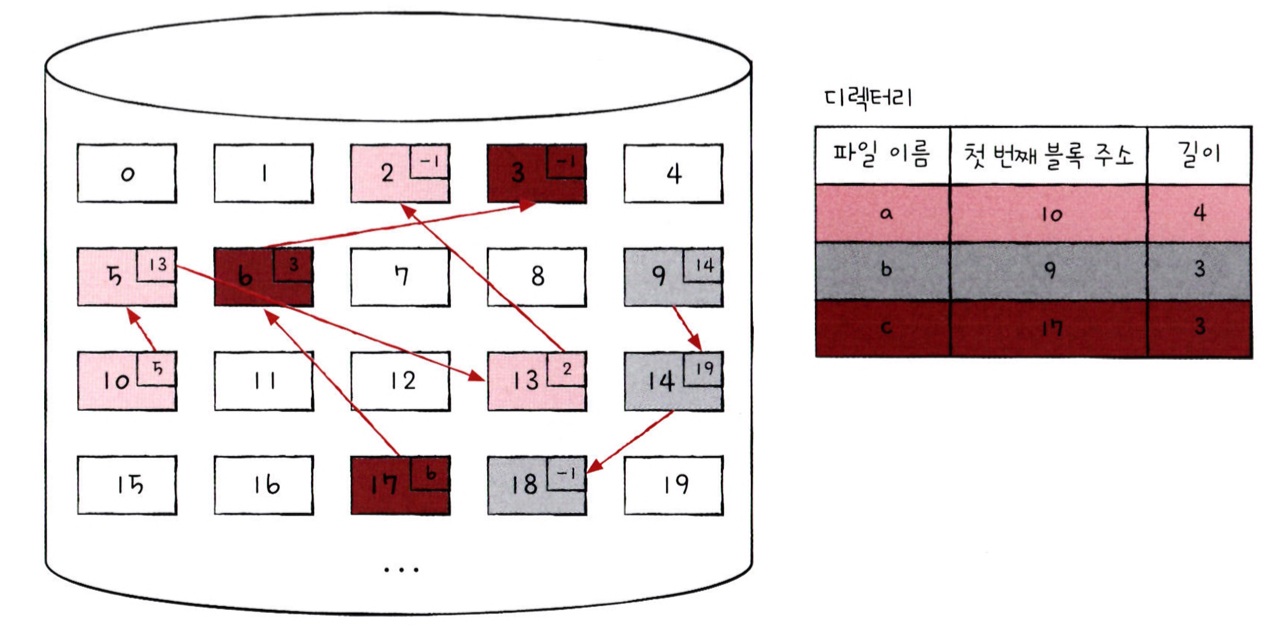 0 1 2 -1 3 -1 4
5 13 6 3 7 8 9 14
10 5 11 12 13 2 14 19
15 16 17 6 18 -1 19
...
디렉터리
파일 이름 첫 번째 블록 주소 길이
a 10 4
b 9 3
c 17 3